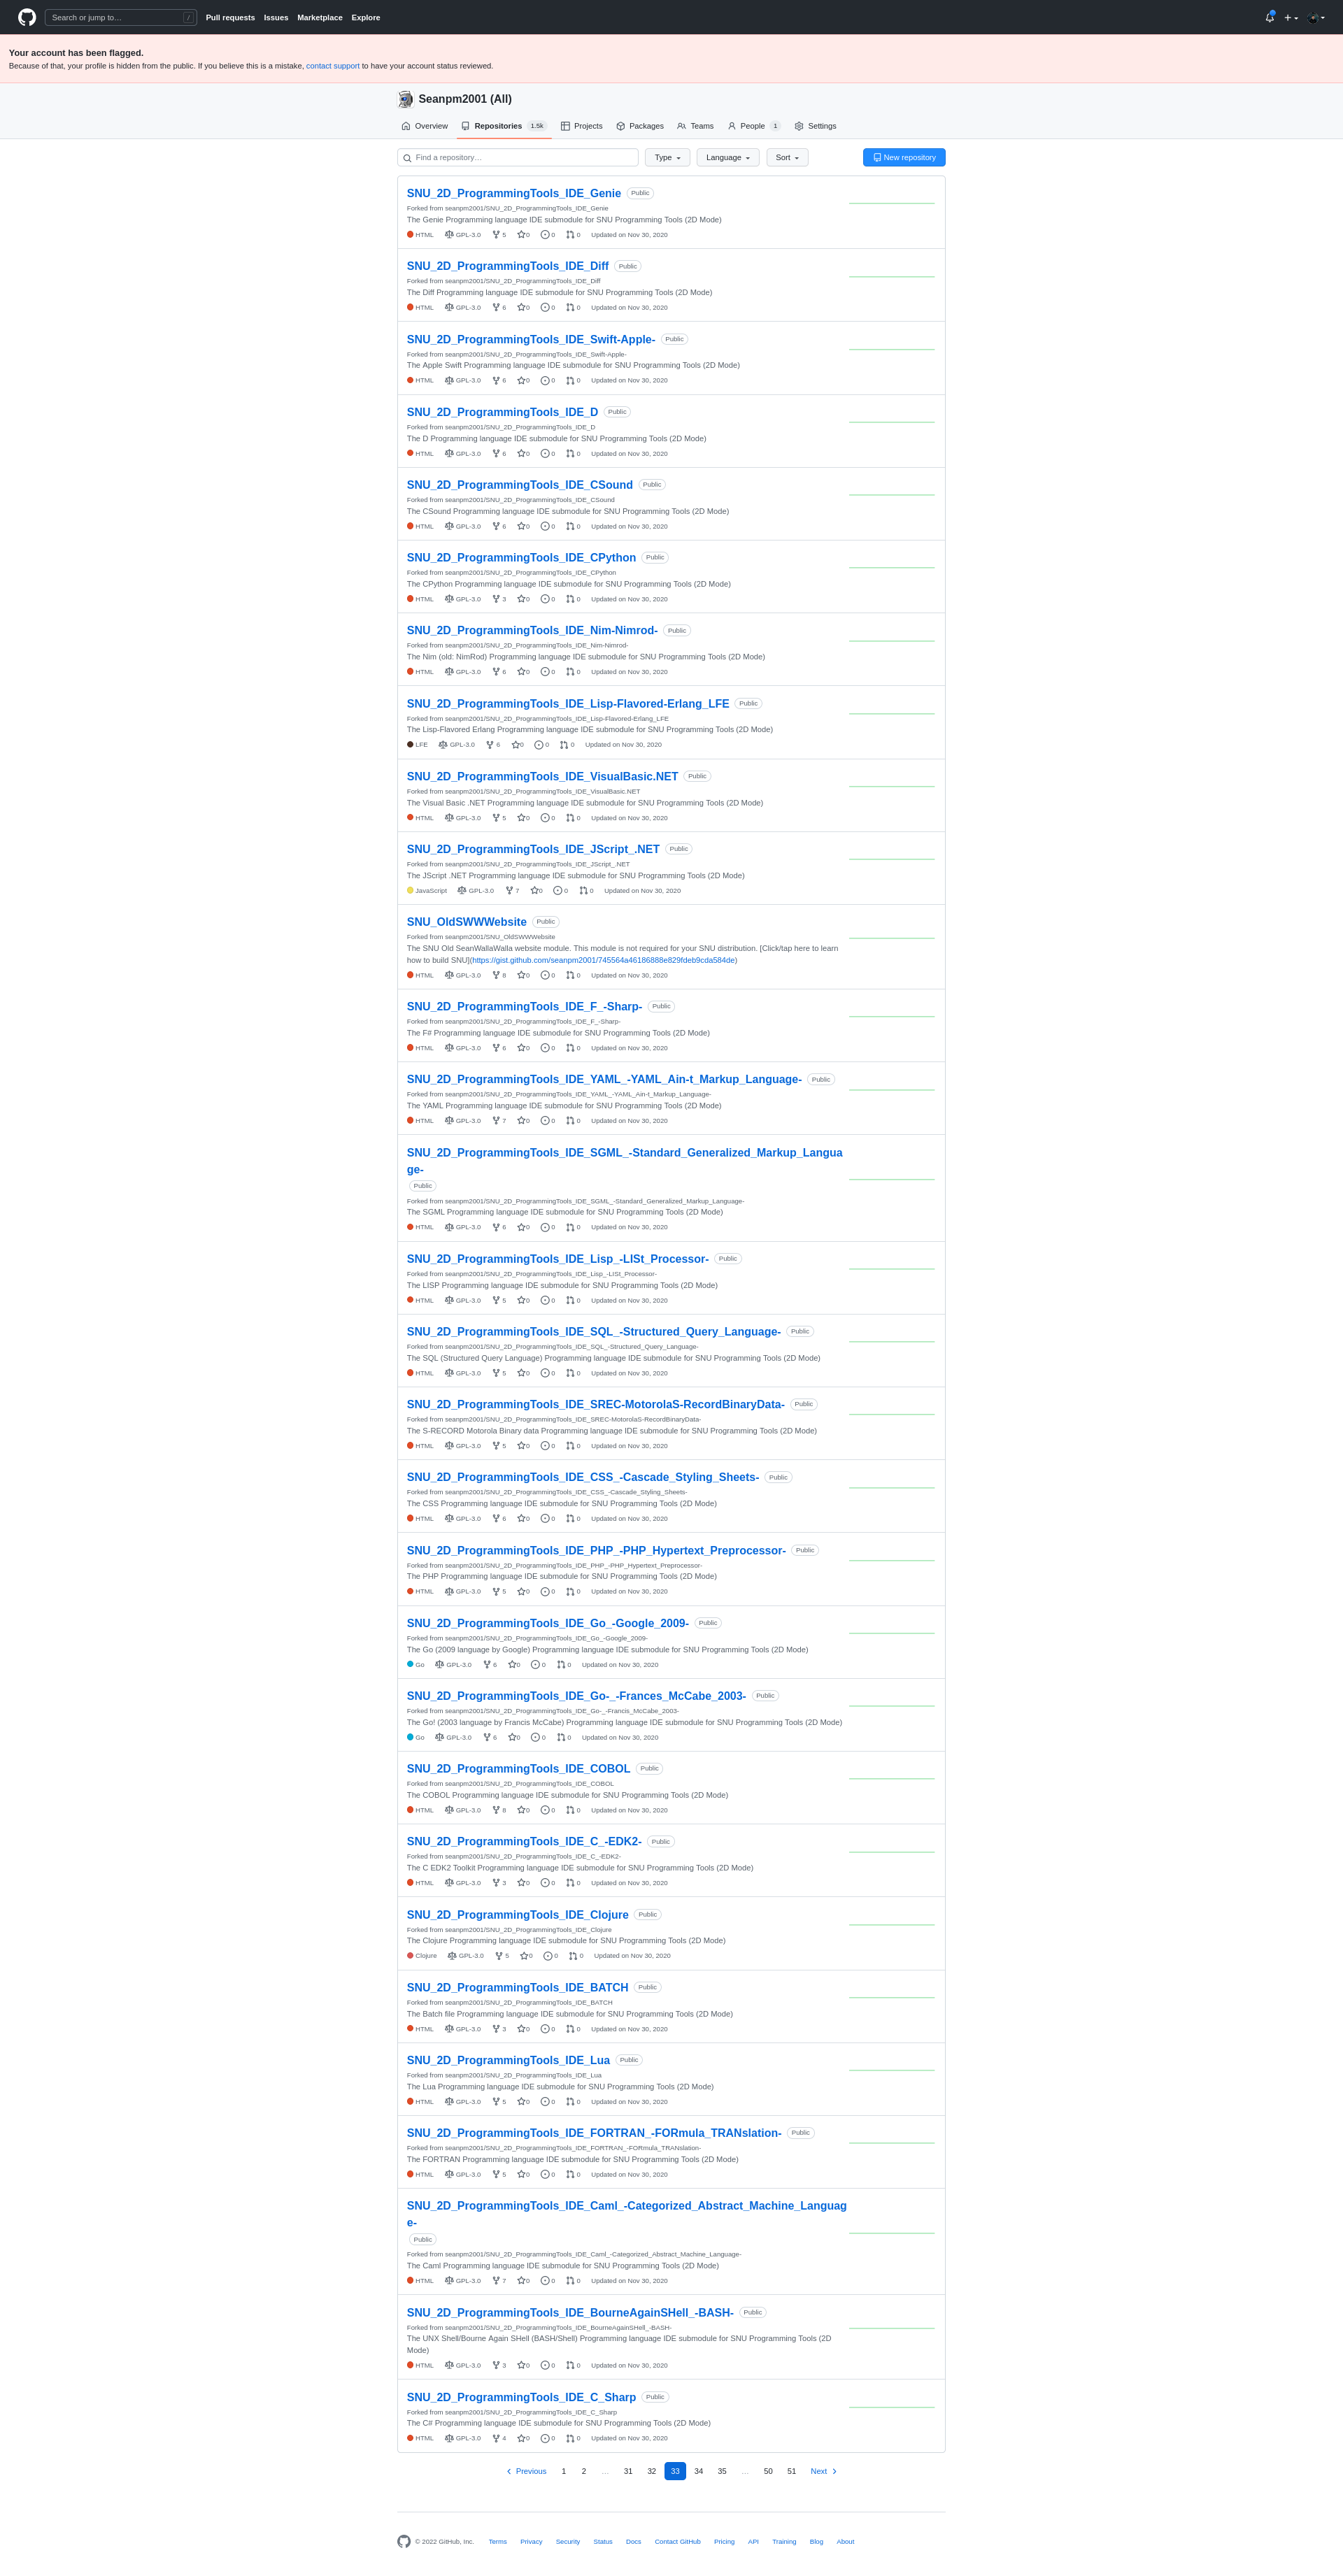 Search or jump to… /
Pull requests Issues Marketplace Explore
Your account has been flagged.
Because of that, your profile is hidden from the public. If you believe this is a mistake, contact support to have your account status reviewed.
Seanpm2001 (All)
Overview Repositories 1.5k Projects Packages Teams People 1 Settings
Find a repository… Type Language Sort New repository
SNU_2D_ProgrammingTools_IDE_Genie Public
Forked from seanpm2001/SNU_2D_ProgrammingTools_IDE_Genie
The Genie Programming language IDE submodule for SNU Programming Tools (2D Mode)
HTML GPL-3.0 5 0 0 0 Updated on Nov 30, 2020
SNU_2D_ProgrammingTools_IDE_Diff Public
Forked from seanpm2001/SNU_2D_ProgrammingTools_IDE_Diff
The Diff Programming language IDE submodule for SNU Programming Tools (2D Mode)
HTML GPL-3.0 6 0 0 0 Updated on Nov 30, 2020
SNU_2D_ProgrammingTools_IDE_Swift-Apple- Public
Forked from seanpm2001/SNU_2D_ProgrammingTools_IDE_Swift-Apple-
The Apple Swift Programming language IDE submodule for SNU Programming Tools (2D Mode)
HTML GPL-3.0 6 0 0 0 Updated on Nov 30, 2020
SNU_2D_ProgrammingTools_IDE_D Public
Forked from seanpm2001/SNU_2D_ProgrammingTools_IDE_D
The D Programming language IDE submodule for SNU Programming Tools (2D Mode)
HTML GPL-3.0 6 0 0 0 Updated on Nov 30, 2020
SNU_2D_ProgrammingTools_IDE_CSound Public
Forked from seanpm2001/SNU_2D_ProgrammingTools_IDE_CSound
The CSound Programming language IDE submodule for SNU Programming Tools (2D Mode)
HTML GPL-3.0 6 0 0 0 Updated on Nov 30, 2020
SNU_2D_ProgrammingTools_IDE_CPython Public
Forked from seanpm2001/SNU_2D_ProgrammingTools_IDE_CPython
The CPython Programming language IDE submodule for SNU Programming Tools (2D Mode)
HTML GPL-3.0 3 0 0 0 Updated on Nov 30, 2020
SNU_2D_ProgrammingTools_IDE_Nim-Nimrod- Public
Forked from seanpm2001/SNU_2D_ProgrammingTools_IDE_Nim-Nimrod-
The Nim (old: NimRod) Programming language IDE submodule for SNU Programming Tools (2D Mode)
HTML GPL-3.0 6 0 0 0 Updated on Nov 30, 2020
SNU_2D_ProgrammingTools_IDE_Lisp-Flavored-Erlang_LFE Public
Forked from seanpm2001/SNU_2D_ProgrammingTools_IDE_Lisp-Flavored-Erlang_LFE
The Lisp-Flavored Erlang Programming language IDE submodule for SNU Programming Tools (2D Mode)
LFE GPL-3.0 6 0 0 0 Updated on Nov 30, 2020
SNU_2D_ProgrammingTools_IDE_VisualBasic.NET Public
Forked from seanpm2001/SNU_2D_ProgrammingTools_IDE_VisualBasic.NET
The Visual Basic .NET Programming language IDE submodule for SNU Programming Tools (2D Mode)
HTML GPL-3.0 5 0 0 0 Updated on Nov 30, 2020
SNU_2D_ProgrammingTools_IDE_JScript_.NET Public
Forked from seanpm2001/SNU_2D_ProgrammingTools_IDE_JScript_.NET
The JScript .NET Programming language IDE submodule for SNU Programming Tools (2D Mode)
JavaScript GPL-3.0 7 0 0 0 Updated on Nov 30, 2020
SNU_OldSWWWebsite Public
Forked from seanpm2001/SNU_OldSWWWebsite
The SNU Old SeanWallaWalla website module. This module is not required for your SNU distribution. [Click/tap here to learn
how to build SNU](https://gist.github.com/seanpm2001/745564a46186888e829fdeb9cda584de)
HTML GPL-3.0 8 0 0 0 Updated on Nov 30, 2020
SNU_2D_ProgrammingTools_IDE_F_-Sharp- Public
Forked from seanpm2001/SNU_2D_ProgrammingTools_IDE_F_-Sharp-
The F# Programming language IDE submodule for SNU Programming Tools (2D Mode)
HTML GPL-3.0 6 0 0 0 Updated on Nov 30, 2020
SNU_2D_ProgrammingTools_IDE_YAML_-YAML_Ain-t_Markup_Language- Public
Forked from seanpm2001/SNU_2D_ProgrammingTools_IDE_YAML_-YAML_Ain-t_Markup_Language-
The YAML Programming language IDE submodule for SNU Programming Tools (2D Mode)
HTML GPL-3.0 7 0 0 0 Updated on Nov 30, 2020
SNU_2D_ProgrammingTools_IDE_SGML_-Standard_Generalized_Markup_Langua
ge-
Public
Forked from seanpm2001/SNU_2D_ProgrammingTools_IDE_SGML_-Standard_Generalized_Markup_Language-
The SGML Programming language IDE submodule for SNU Programming Tools (2D Mode)
HTML GPL-3.0 6 0 0 0 Updated on Nov 30, 2020
SNU_2D_ProgrammingTools_IDE_Lisp_-LISt_Processor- Public
Forked from seanpm2001/SNU_2D_ProgrammingTools_IDE_Lisp_-LISt_Processor-
The LISP Programming language IDE submodule for SNU Programming Tools (2D Mode)
HTML GPL-3.0 5 0 0 0 Updated on Nov 30, 2020
SNU_2D_ProgrammingTools_IDE_SQL_-Structured_Query_Language- Public
Forked from seanpm2001/SNU_2D_ProgrammingTools_IDE_SQL_-Structured_Query_Language-
The SQL (Structured Query Language) Programming language IDE submodule for SNU Programming Tools (2D Mode)
HTML GPL-3.0 5 0 0 0 Updated on Nov 30, 2020
SNU_2D_ProgrammingTools_IDE_SREC-MotorolaS-RecordBinaryData- Public
Forked from seanpm2001/SNU_2D_ProgrammingTools_IDE_SREC-MotorolaS-RecordBinaryData-
The S-RECORD Motorola Binary data Programming language IDE submodule for SNU Programming Tools (2D Mode)
HTML GPL-3.0 5 0 0 0 Updated on Nov 30, 2020
SNU_2D_ProgrammingTools_IDE_CSS_-Cascade_Styling_Sheets- Public
Forked from seanpm2001/SNU_2D_ProgrammingTools_IDE_CSS_-Cascade_Styling_Sheets-
The CSS Programming language IDE submodule for SNU Programming Tools (2D Mode)
HTML GPL-3.0 6 0 0 0 Updated on Nov 30, 2020
SNU_2D_ProgrammingTools_IDE_PHP_-PHP_Hypertext_Preprocessor- Public
Forked from seanpm2001/SNU_2D_ProgrammingTools_IDE_PHP_-PHP_Hypertext_Preprocessor-
The PHP Programming language IDE submodule for SNU Programming Tools (2D Mode)
HTML GPL-3.0 5 0 0 0 Updated on Nov 30, 2020
SNU_2D_ProgrammingTools_IDE_Go_-Google_2009- Public
Forked from seanpm2001/SNU_2D_ProgrammingTools_IDE_Go_-Google_2009-
The Go (2009 language by Google) Programming language IDE submodule for SNU Programming Tools (2D Mode)
Go GPL-3.0 6 0 0 0 Updated on Nov 30, 2020
SNU_2D_ProgrammingTools_IDE_Go-_-Frances_McCabe_2003- Public
Forked from seanpm2001/SNU_2D_ProgrammingTools_IDE_Go-_-Francis_McCabe_2003-
The Go! (2003 language by Francis McCabe) Programming language IDE submodule for SNU Programming Tools (2D Mode)
Go GPL-3.0 6 0 0 0 Updated on Nov 30, 2020
SNU_2D_ProgrammingTools_IDE_COBOL Public
Forked from seanpm2001/SNU_2D_ProgrammingTools_IDE_COBOL
The COBOL Programming language IDE submodule for SNU Programming Tools (2D Mode)
HTML GPL-3.0 8 0 0 0 Updated on Nov 30, 2020
SNU_2D_ProgrammingTools_IDE_C_-EDK2- Public
Forked from seanpm2001/SNU_2D_ProgrammingTools_IDE_C_-EDK2-
The C EDK2 Toolkit Programming language IDE submodule for SNU Programming Tools (2D Mode)
HTML GPL-3.0 3 0 0 0 Updated on Nov 30, 2020
SNU_2D_ProgrammingTools_IDE_Clojure Public
Forked from seanpm2001/SNU_2D_ProgrammingTools_IDE_Clojure
The Clojure Programming language IDE submodule for SNU Programming Tools (2D Mode)
Clojure GPL-3.0 5 0 0 0 Updated on Nov 30, 2020
SNU_2D_ProgrammingTools_IDE_BATCH Public
Forked from seanpm2001/SNU_2D_ProgrammingTools_IDE_BATCH
The Batch file Programming language IDE submodule for SNU Programming Tools (2D Mode)
HTML GPL-3.0 3 0 0 0 Updated on Nov 30, 2020
SNU_2D_ProgrammingTools_IDE_Lua Public
Forked from seanpm2001/SNU_2D_ProgrammingTools_IDE_Lua
The Lua Programming language IDE submodule for SNU Programming Tools (2D Mode)
HTML GPL-3.0 5 0 0 0 Updated on Nov 30, 2020
SNU_2D_ProgrammingTools_IDE_FORTRAN_-FORmula_TRANslation- Public
Forked from seanpm2001/SNU_2D_ProgrammingTools_IDE_FORTRAN_-FORmula_TRANslation-
The FORTRAN Programming language IDE submodule for SNU Programming Tools (2D Mode)
HTML GPL-3.0 5 0 0 0 Updated on Nov 30, 2020
SNU_2D_ProgrammingTools_IDE_Caml_-Categorized_Abstract_Machine_Languag
e-
Public
Forked from seanpm2001/SNU_2D_ProgrammingTools_IDE_Caml_-Categorized_Abstract_Machine_Language-
The Caml Programming language IDE submodule for SNU Programming Tools (2D Mode)
HTML GPL-3.0 7 0 0 0 Updated on Nov 30, 2020
SNU_2D_ProgrammingTools_IDE_BourneAgainSHell_-BASH- Public
Forked from seanpm2001/SNU_2D_ProgrammingTools_IDE_BourneAgainSHell_-BASH-
The UNX Shell/Bourne Again SHell (BASH/Shell) Programming language IDE submodule for SNU Programming Tools (2D
Mode)
HTML GPL-3.0 3 0 0 0 Updated on Nov 30, 2020
SNU_2D_ProgrammingTools_IDE_C_Sharp Public
Forked from seanpm2001/SNU_2D_ProgrammingTools_IDE_C_Sharp
The C# Programming language IDE submodule for SNU Programming Tools (2D Mode)
HTML GPL-3.0 4 0 0 0 Updated on Nov 30, 2020
Previous 1 2 … 31 32 33 34 35 … 50 51 Next
© 2022 GitHub, Inc. Terms Privacy Security Status Docs Contact GitHub Pricing API Training Blog About